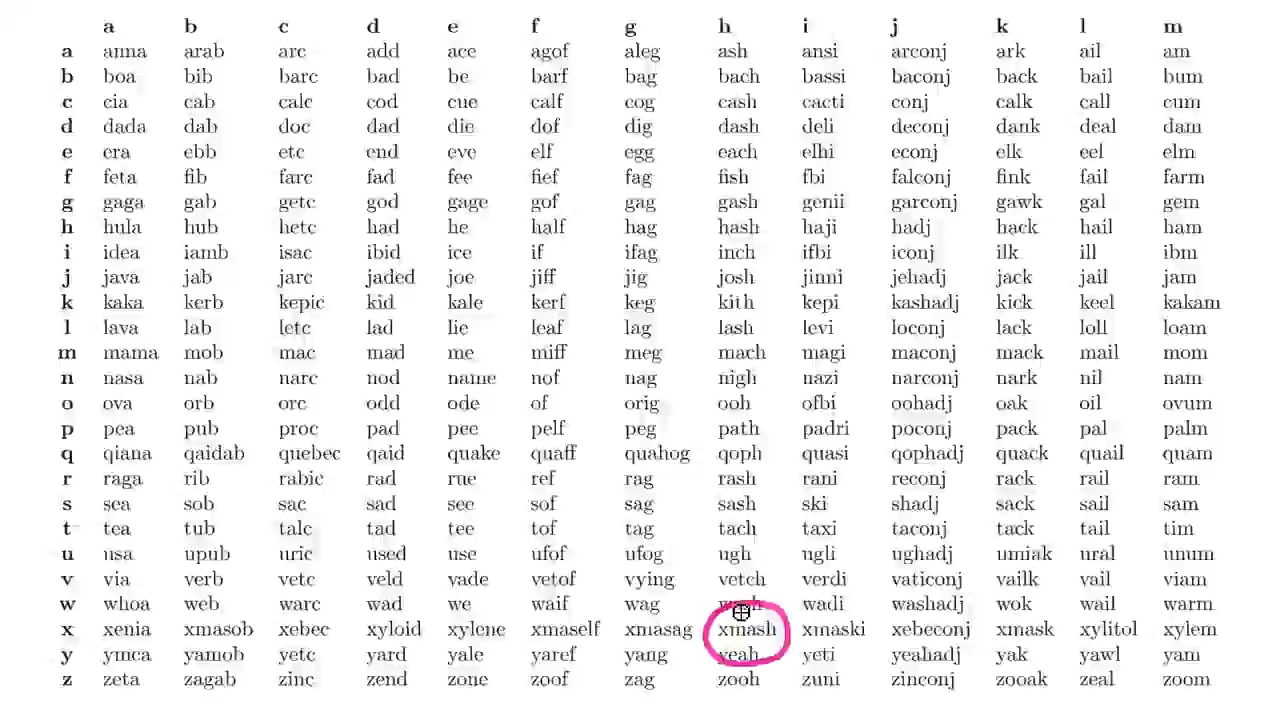 a b c d e f g h i j k l m
a anna arab arc add ace agof aleg ash ansi arconj ark ail am
b boa bib barc bad be barf bag bach bassi baconj back bail bum
c cia cab calc cod cue calf cog cash cacti conj calk call cum
d dada dab doc dad die dof dig dash deli deconj dank deal dam
e era ebb etc end eve elf egg each elhi econj elk eel elm
f feta fib farc fad fee fief fag fish fbi falconj fink fail farm
g gaga gab getc god gage gof gag gash genii garconj gawk gal gem
h hula hub hetc had he half hag hash haji hadj hack hail ham
i idea iamb isac ibid ice if ifag inch ifbi iconj ilk ill ibm
j java jab jarc jaded joe jiff jig josh jinni jehadj jack jail jam
k kaka kerb kepic kid kale kerf keg kith kepi kashadj kick keel kakam
l lava lab letc lad lie leaf lag lash levi loconj lack loll loam
m mama mob mac mad me miff meg mach magi maconj mack mail mom
n nasa nab narc nod name nof nag nigh nazi narconj nark nil nam
o ova orb orc odd ode of orig ooh ofbi oohadj oak oil ovum
p pea pub proc pad pee pelf peg path padri poconj pack pal palm
q qiana qaidab quebec qaid quake quaff quahog qoph quasi qophadj quack quail quam
r raga rib rabic rad rue ref rag rash rani reconj rack rail ram
s sea sob sac sad see sof sag sash ski shadj sack sail sam
t tea tub talc tad tee tof tag tach taxi taconj tack tail tim
u usa upub uric used use ufof ufog ugh ugli ughadj umiak ural unum
v via verb vetc veld vade vetof vying vetch verdi vaticonj vailk vail viam
w whoa web warc wad we waif wag wadi washadj wok wail warm
x xenia xmasob xebec xyloid xylene xmaself xmasag xmash xmaski xebeconj xmask xylitol xylem
y ymca yamob yetc yard yale yaref yang yeah yeti yeahadj yak yawl yam
z zeta zagab zinc zend zone zoof zag zooh zuni zinconj zooak zeal zoom